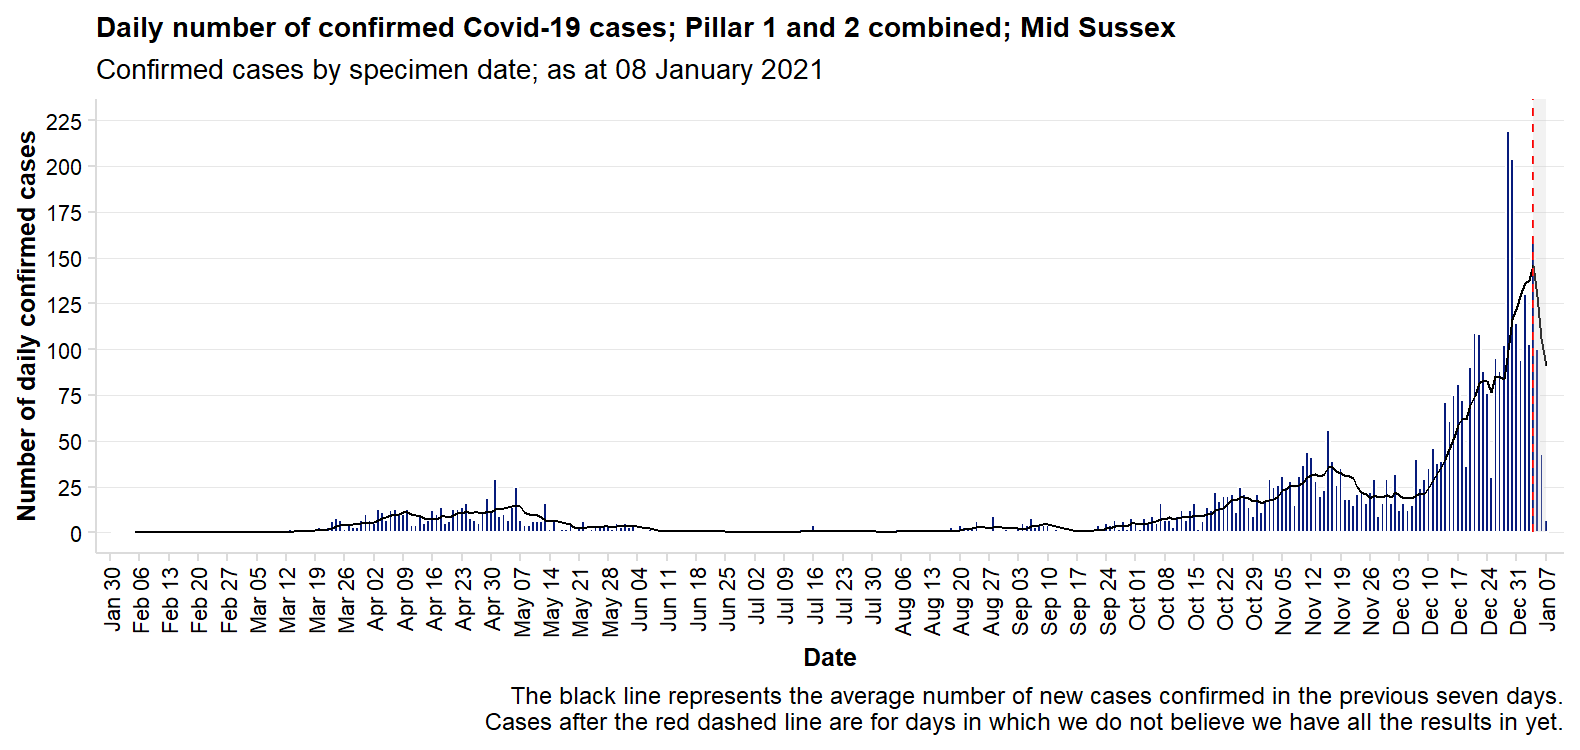 Daily number of confirmed Covid-19 cases; Pillar 1 and 2 combined; Mid Sussex
Confirmed cases by specimen date; as at 08 January 2021
Number of daily confirmed cases
225
200
175
150
125
100
75
50
25
0
Jan 30
Feb 06
Feb 13
Feb 20
Feb 27
Mar 05
Mar 12
Mar 19
Mar 26
Apr 02
Apr 09
Apr 16
Apr 23
Apr 30
May 07
May 14
May 21
May 28
Jun 04
Jun 11
Jun 18
Jun 25
Jul 02
Jul 09
Jul 16
Jul 23
Jul 30
Aug 06
Aug 13
Aug 20
Aug 27
Sep 03
Sep 10
Sep 17
Sep 24
Oct 01
Oct 08
Oct 15
Oct 22
Oct 29
Nov 05
Nov 12
Nov 19
Nov 26
Dec 03
Dec 10
Dec 17
Dec 24
Dec 31
Jan 07
Date
The black line represents the average number of new cases confirmed in the previous seven days.
Cases after the red dashed line are for days in which we do not believe we have all the results in yet.